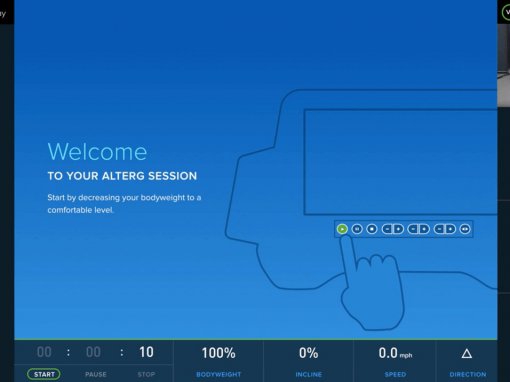 Welcome
TO YOUR ALTERG SESSION
Start by decreasing your bodyweight to a
comfortable level.
00 : 00 : 10
START PAUSE STOP
100%
BODYWEIGHT
0%
INCLINE
0.0 mph
SPEED
DIRECTION